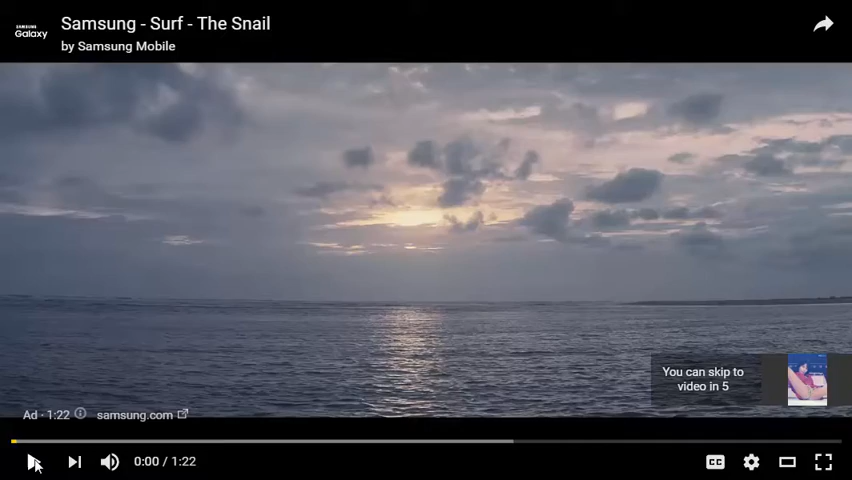 SAMSUNG
Galaxy
Samsung - Surf - The Snail
by Samsung Mobile
You can skip to
video in 5
Ad · 1:22 samsung.com
0:00 / 1:22
CC